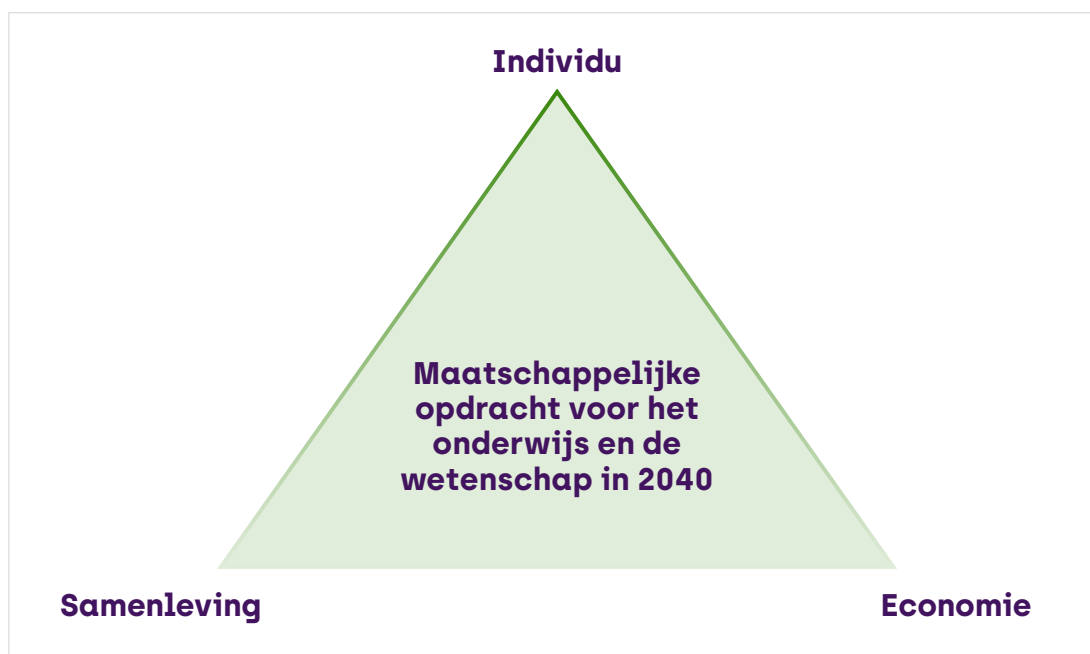 Individu
Maatschappelijke
opdracht voor het
onderwijs en de
wetenschap in 2040
Samenleving
Economie